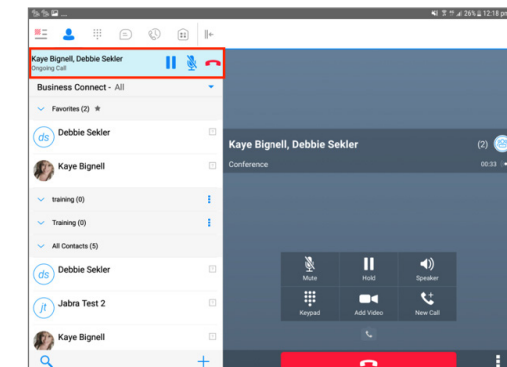 26% 12:18 pm
Kaye Bignell, Debbie Sekler
Ongoing Call
Business Connect - All
Favorites (2)
ds Debbie Sekler
Kaye Bignell
training (0)
Training (0)
All Contacts (5)
ds Debbie Sekler
jt Jabra Test 2
Kaye Bignell
Kaye Bignell, Debbie Sekler (2)
Conference 00:33
Mute Hold Speaker
Keypad Add Video New Call